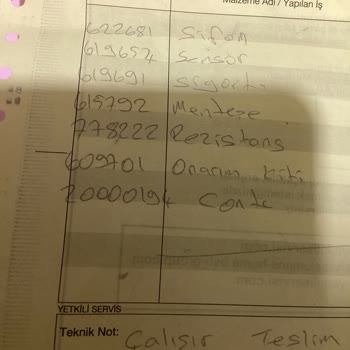 Malzeme Adı / Yapılan İş
622681 Sifon
619654 Sensör
619691 Sigorta
615792 Menteşe
778222 Rezistans
609701 Onarım Kiti
20000194 Conta
YETKİLİ SERVİS
Teknik Not: Çalışır Teslim